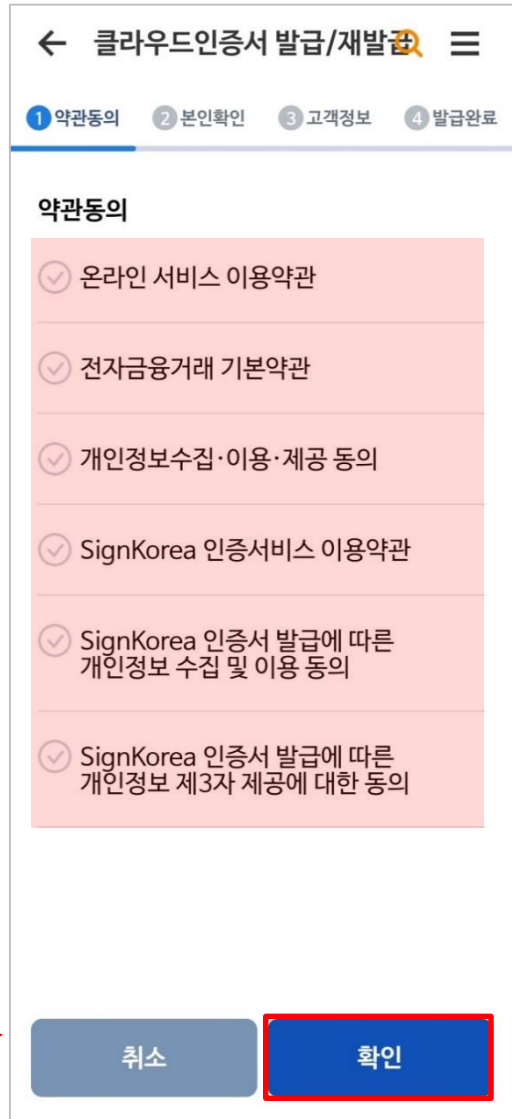 클라우드인증서 발급/재발급
1 약관동의 2 본인확인 3 고객정보 4 발급완료
약관동의
온라인 서비스 이용약관
전자금융거래 기본약관
개인정보수집·이용·제공 동의
SignKorea 인증서비스 이용약관
SignKorea 인증서 발급에 따른
개인정보 수집 및 이용 동의
SignKorea 인증서 발급에 따른
개인정보 제3자 제공에 대한 동의
취소 확인